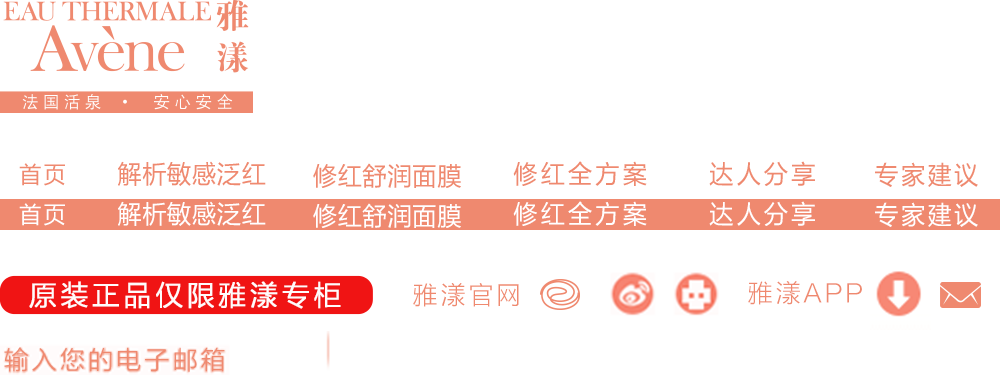 EAU THERMALE 雅漾
Avène
法国活泉 · 安心安全
首页 解析敏感泛红 修红舒润面膜 修红全方案 达人分享 专家建议
首页 解析敏感泛红 修红舒润面膜 修红全方案 达人分享 专家建议
原装正品仅限雅漾专柜 雅漾官网 雅漾APP
输入您的电子邮箱